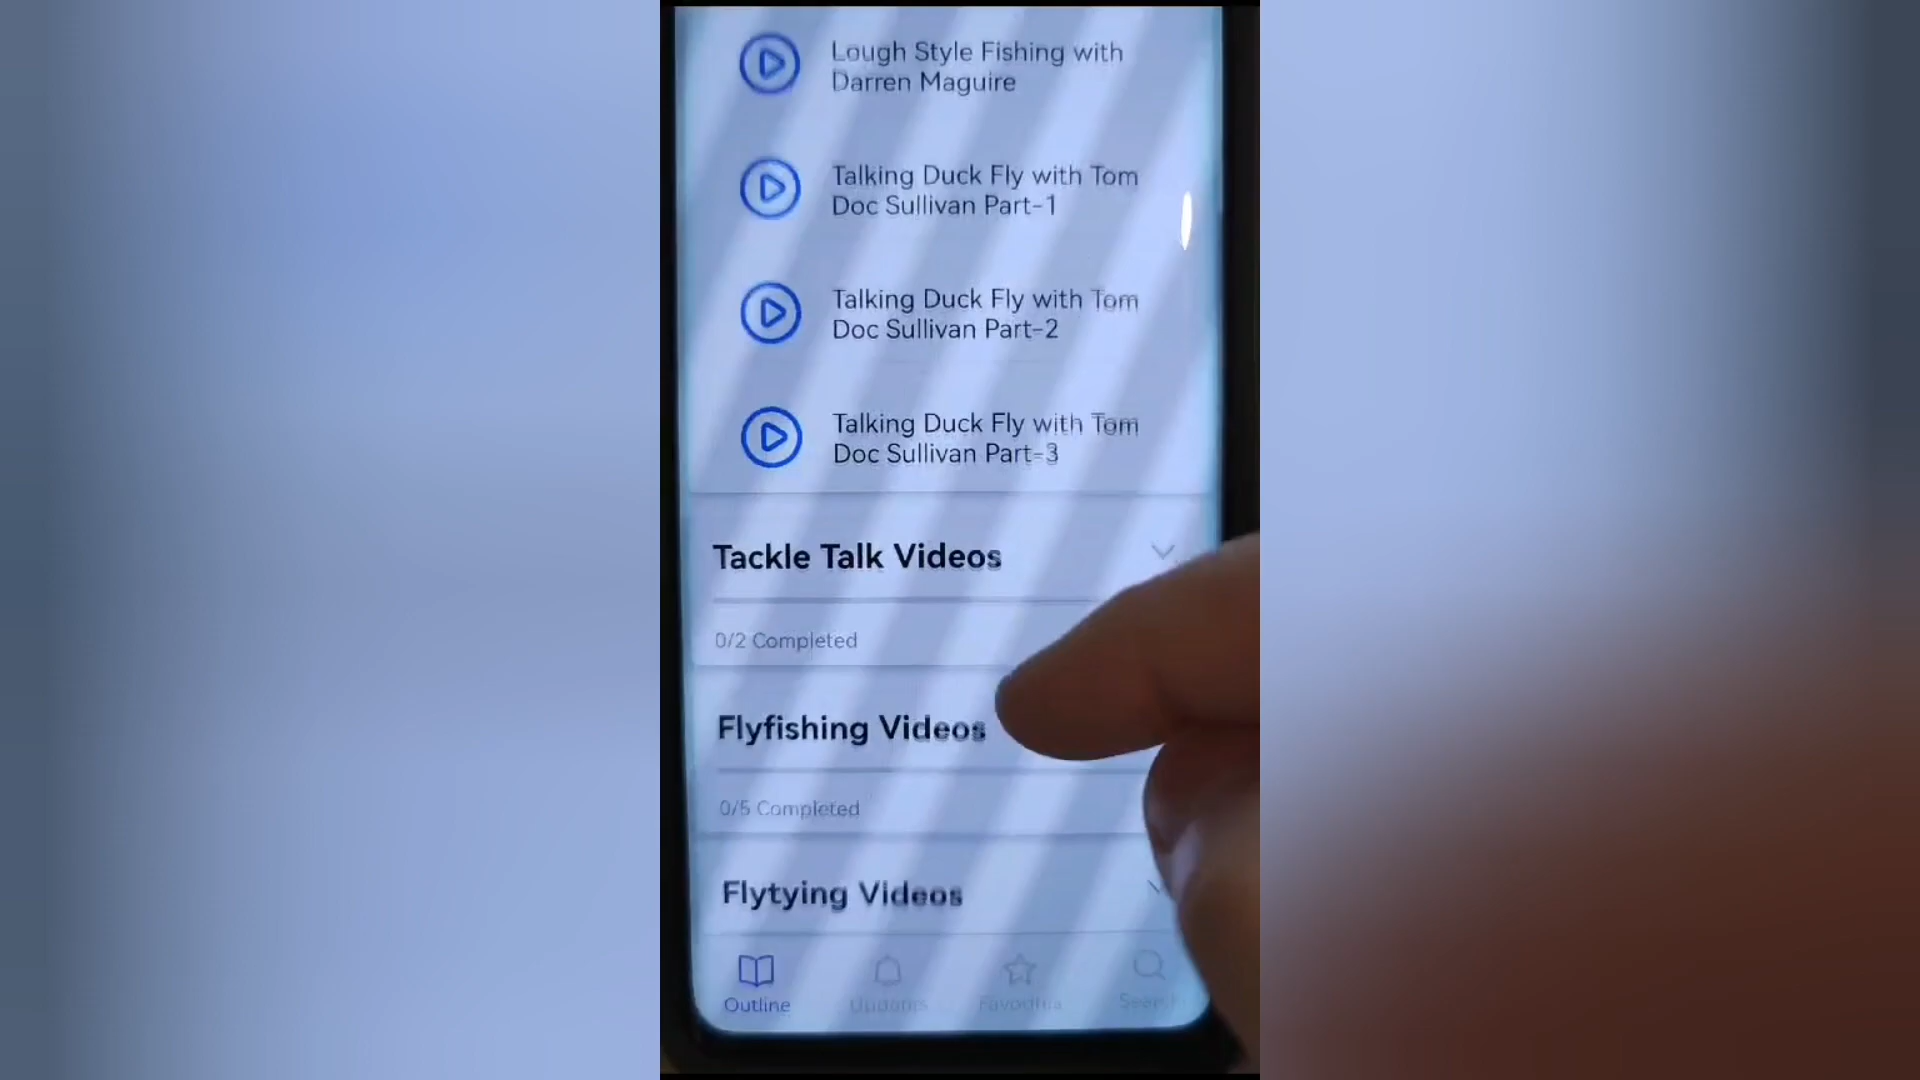 Lough Style Fishing with
Darren Maguire
Talking Duck Fly with Tom
Doc Sullivan Part-1
Talking Duck Fly with Tom
Doc Sullivan Part-2
Talking Duck Fly with Tom
Doc Sullivan Part-3
Tackle Talk Videos
0/2 Completed
Flyfishing Videos
0/5 Completed
Flytying Videos
Outline